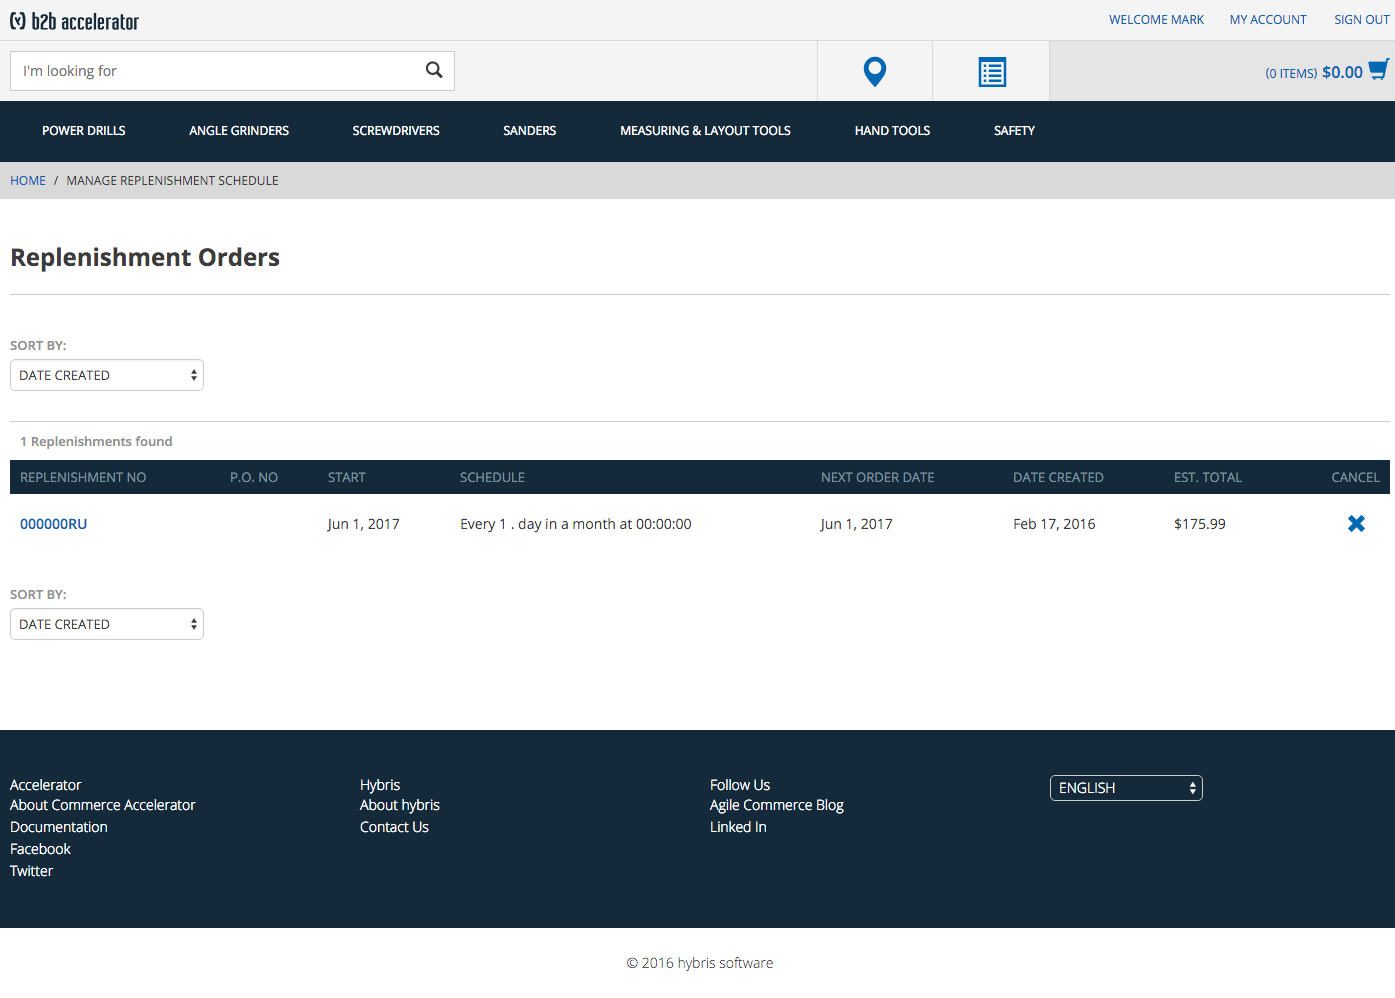 b2b accelerator
WELCOME MARK MY ACCOUNT SIGN OUT
I'm looking for
(0 ITEMS) $0.00
POWER DRILLS ANGLE GRINDERS SCREWDRIVERS SANDERS MEASURING & LAYOUT TOOLS HAND TOOLS SAFETY
HOME / MANAGE REPLENISHMENT SCHEDULE
Replenishment Orders
SORT BY:
DATE CREATED
1 Replenishments found
REPLENISHMENT NO P.O. NO START SCHEDULE NEXT ORDER DATE DATE CREATED EST. TOTAL CANCEL
000000RU Jun 1, 2017 Every 1 . day in a month at 00:00:00 Jun 1, 2017 Feb 17, 2016 $175.99
SORT BY:
DATE CREATED
Accelerator
About Commerce Accelerator
Documentation
Facebook
Twitter
Hybris
About hybris
Contact Us
Follow Us
Agile Commerce Blog
Linked In
ENGLISH
© 2016 hybris software